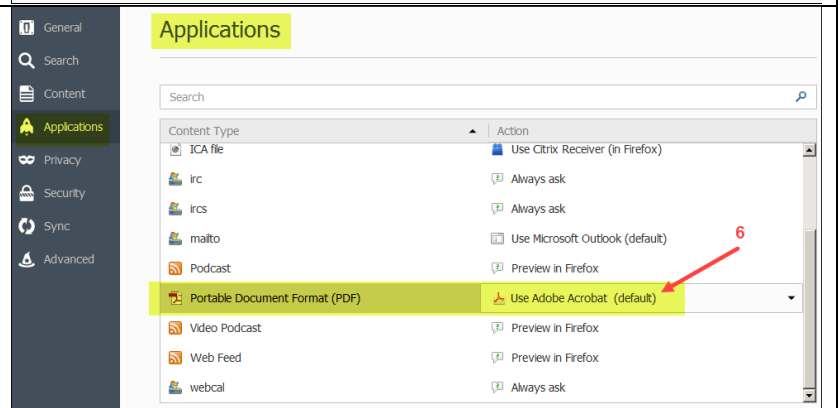 General
Search
Content
Applications
Privacy
Security
Sync
Advanced
Applications
Search
Content Type Action
ICA file Use Citrix Receiver (in Firefox)
irc Always ask
ircs Always ask
mailto Use Microsoft Outlook (default)
6
Podcast Preview in Firefox
Portable Document Format (PDF) Use Adobe Acrobat (default)
Video Podcast Preview in Firefox
Web Feed Preview in Firefox
webcal Always ask